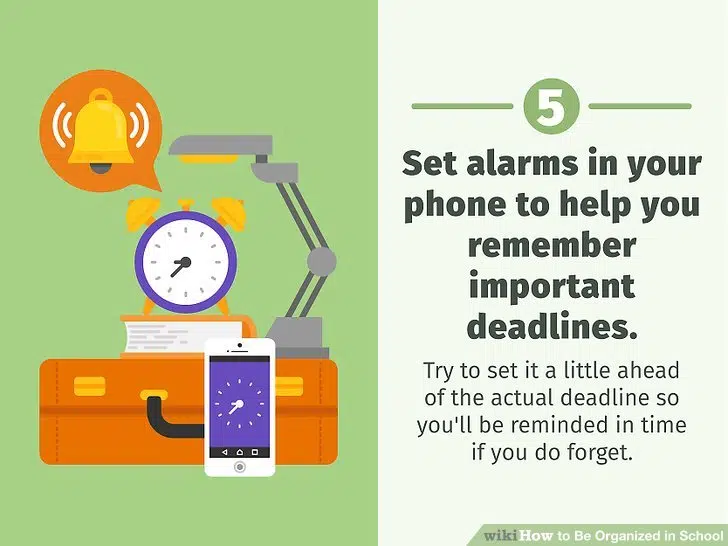 5
Set alarms in your
phone to help you
remember
important
deadlines.
Try to set it a little ahead
of the actual deadline so
you'll be reminded in time
if you do forget.
wikiHow to Be Organized in School